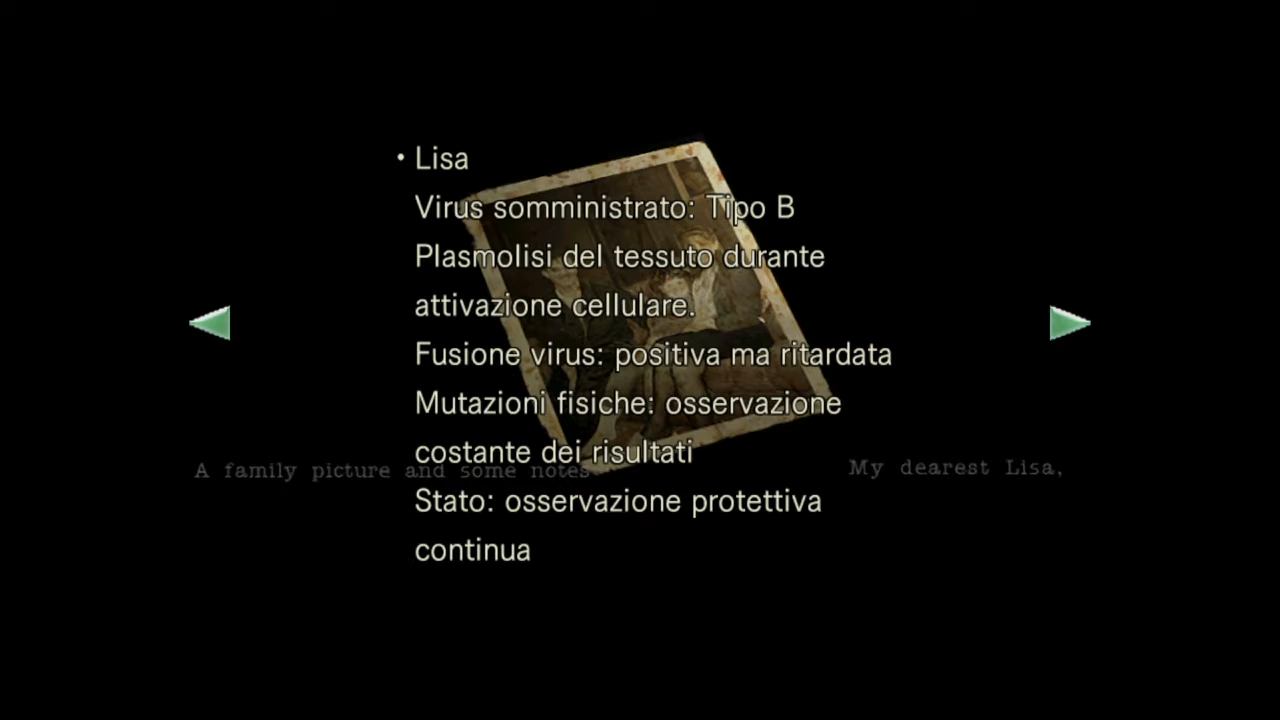 • Lisa
Virus somministrato: Tipo B
Plasmolisi del tessuto durante
attivazione cellulare.
Fusione virus: positiva ma ritardata
Mutazioni fisiche: osservazione
costante dei risultati
A family picture and some notes
My dearest Lisa,
Stato: osservazione protettiva
continua